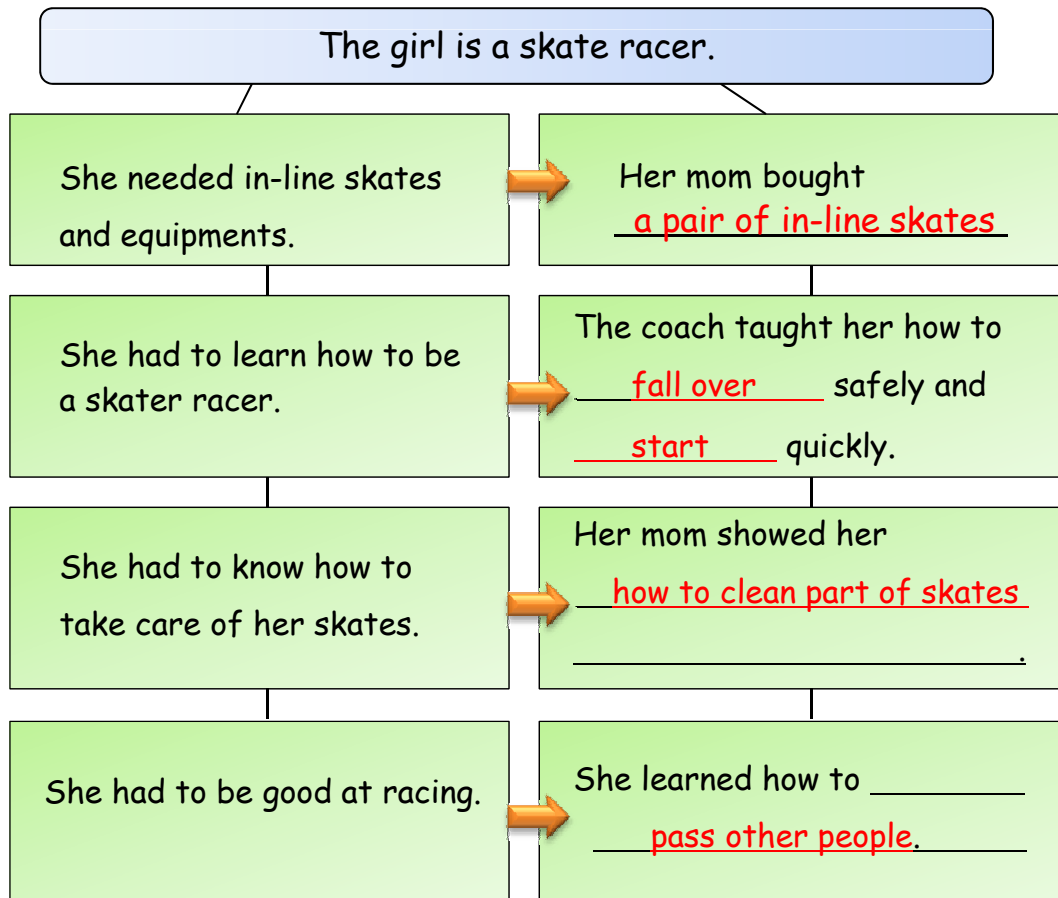 The girl is a skate racer.
She needed in-line skates
and equipments.
Her mom bought
a pair of in-line skates
She had to learn how to be
a skater racer.
The coach taught her how to
fall over safely and
start quickly.
She had to know how to
take care of her skates.
Her mom showed her
how to clean part of skates
.
She had to be good at racing.
She learned how to
pass other people.